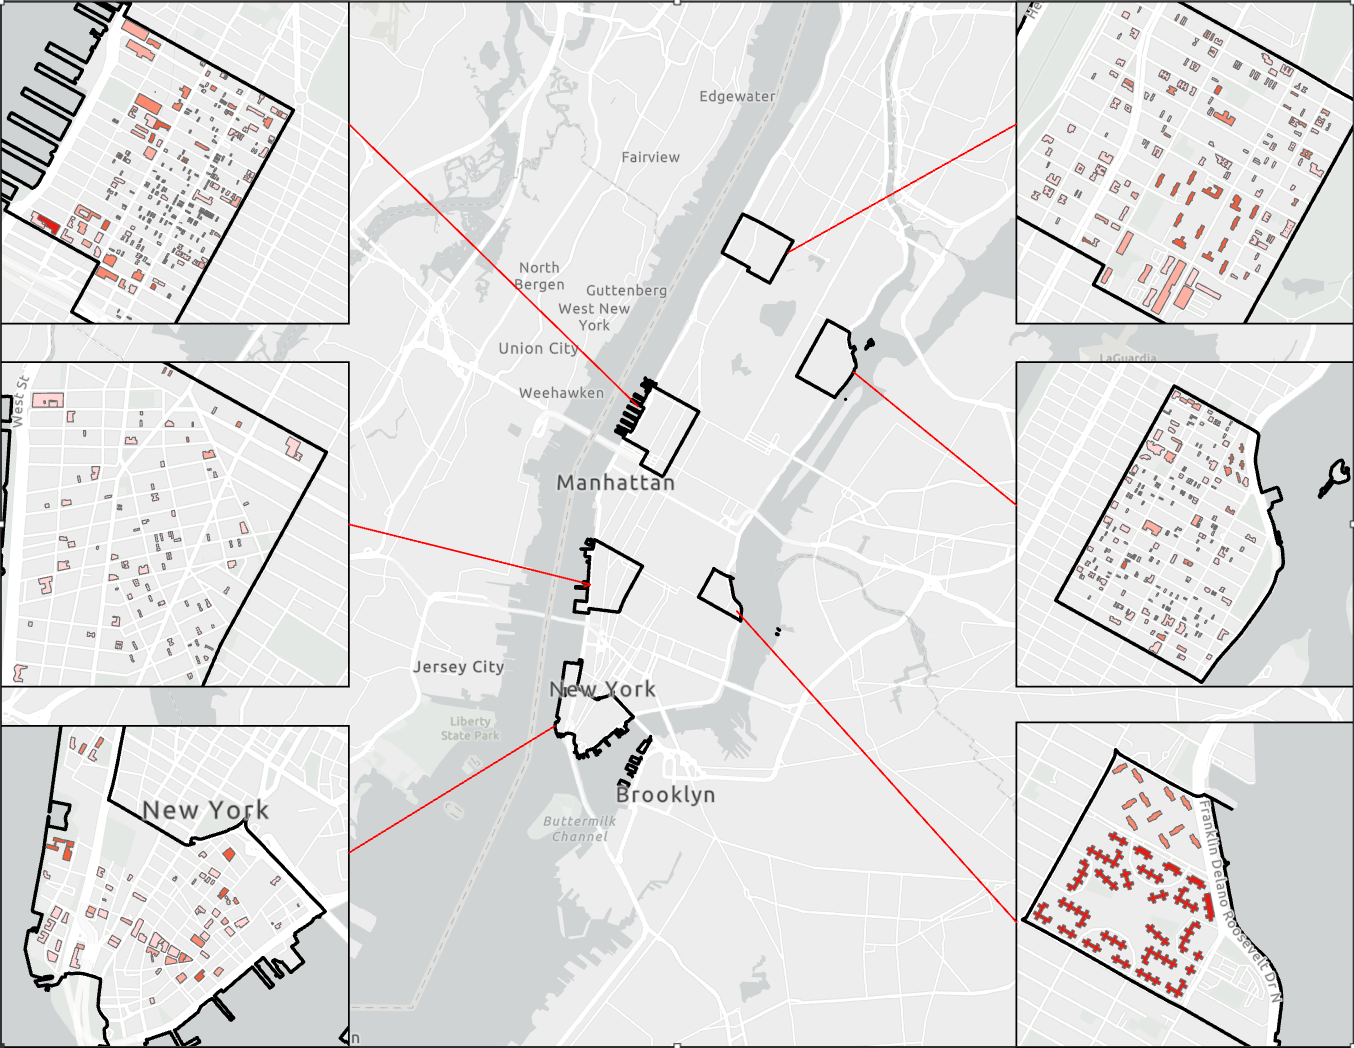 He
Edgewater
Fairview
North
Bergen
Guttenberg
West New
York
Union City
LaGuardia
Weehawken
West St
Manhattan
Jersey City
New York
Liberty
State Park
Brooklyn
New York
Buttermilk
Channel
Franklin Delano Roosevelt Dr N
n